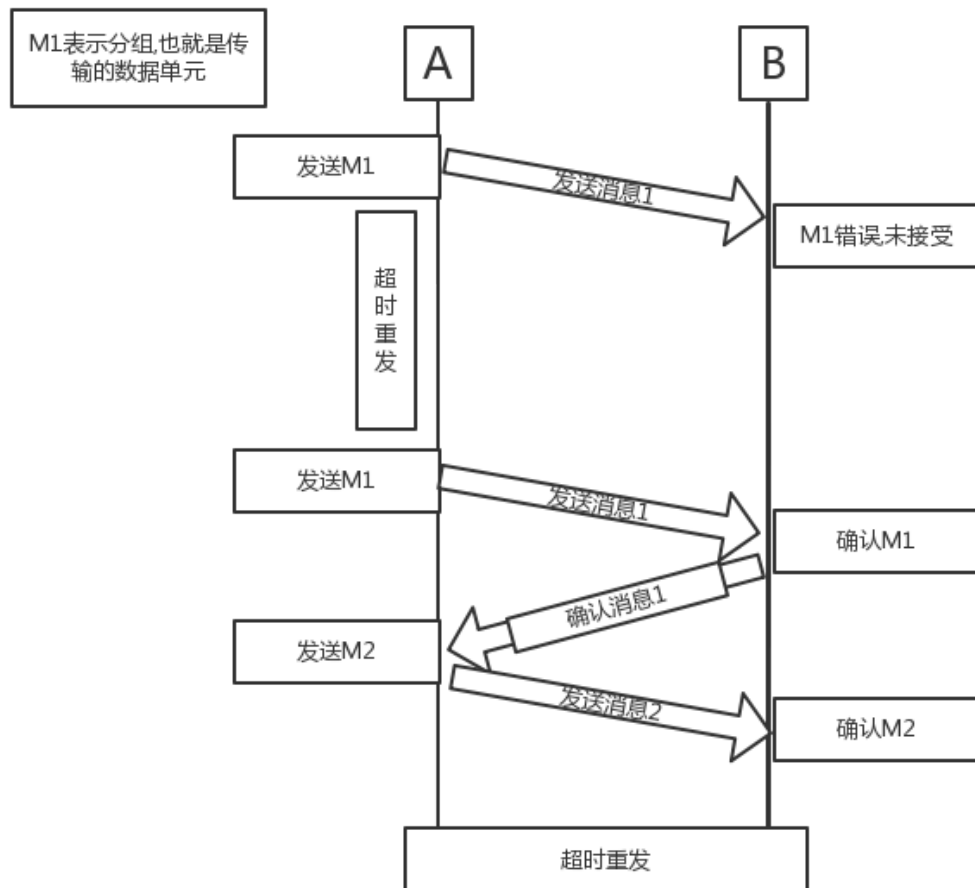 M1表示分组,也就是传
输的数据单元
A
B
发送M1
发送消息1
M1错误,未接受
超
时
重
发
发送M1
发送消息1
确认M1
确认消息1
发送M2
发送消息2
确认M2
超时重发